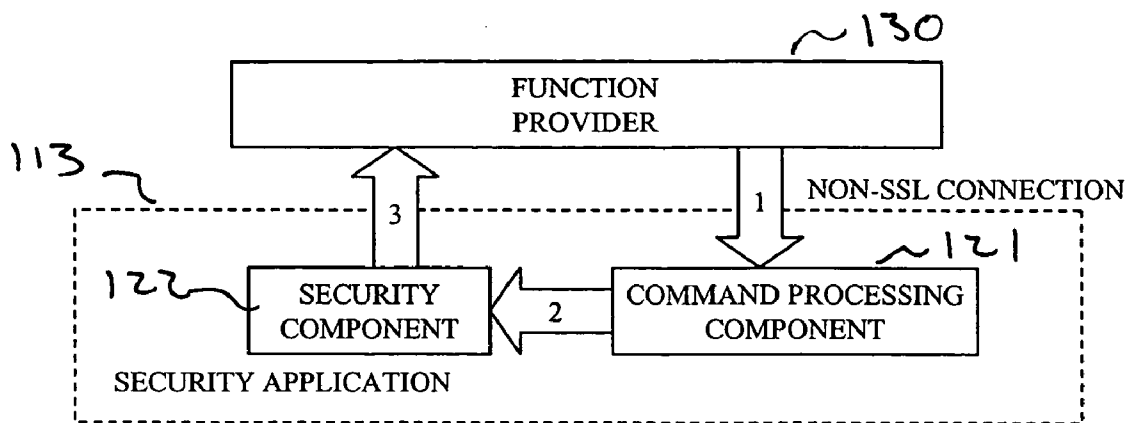 130
FUNCTION
PROVIDER
113
NON-SSL CONNECTION
3
1
121
122
SECURITY
COMPONENT
2
COMMAND PROCESSING
COMPONENT
SECURITY APPLICATION